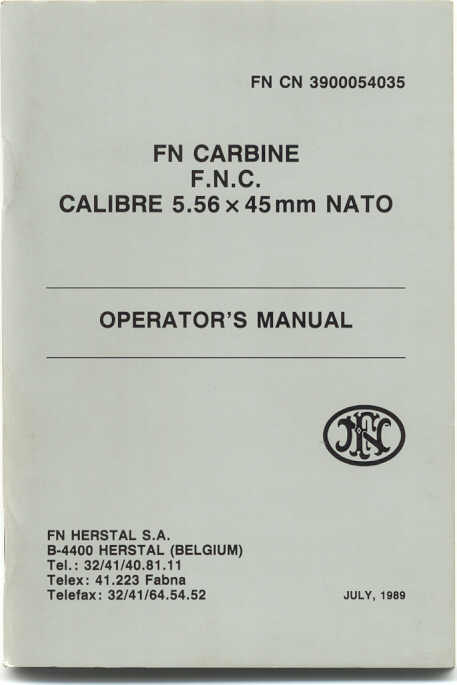 FN CN 3900054035
FN CARBINE
F.N.C.
CALIBRE 5.56 × 45 mm NATO
OPERATOR'S MANUAL
FN
FN HERSTAL S.A.
B-4400 HERSTAL (BELGIUM)
Tel.: 32/41/40.81.11
Telex: 41.223 Fabna
Telefax: 32/41/64.54.52
JULY, 1989